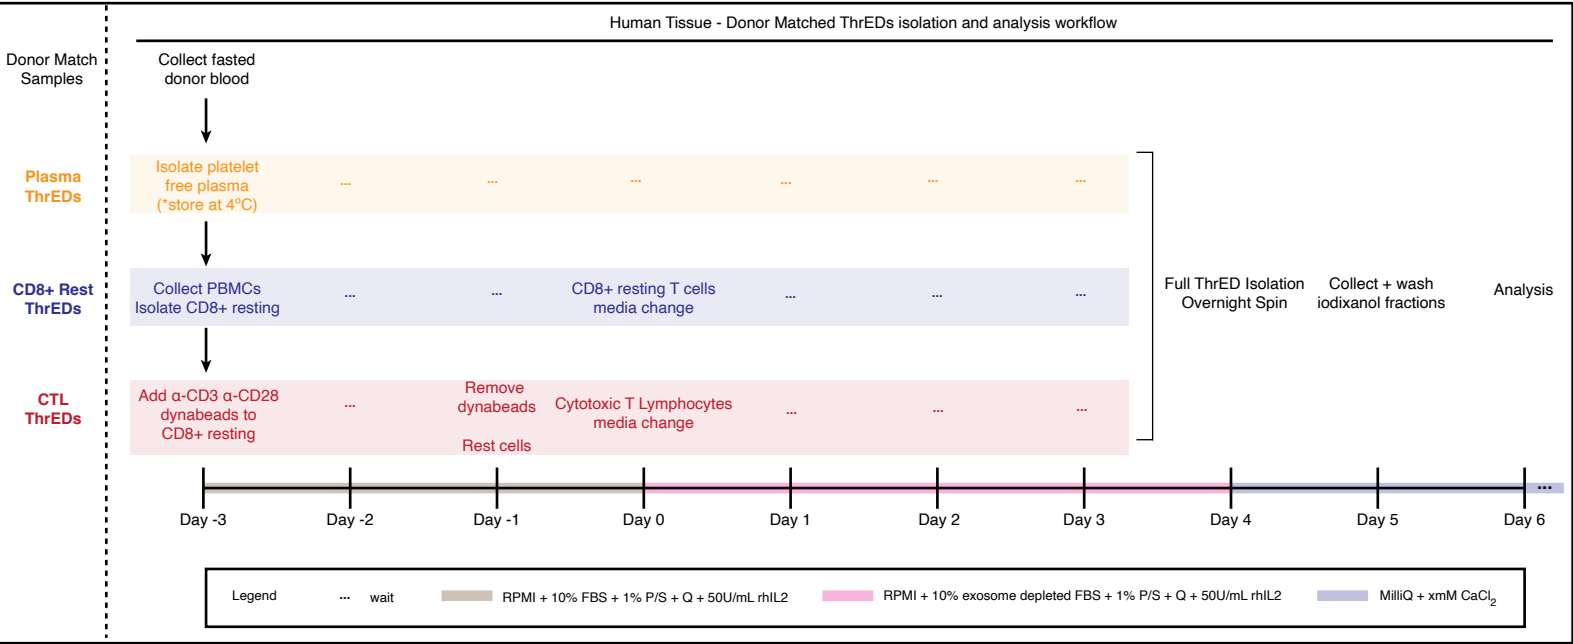 Human Tissue - Donor Matched ThrEDs isolation and analysis workflow
Donor Match
Samples
Collect fasted
donor blood
Plasma
ThrEDs
Isolate platelet
free plasma
(*store at 4ºC)
...
...
...
...
...
...
CD8+ Rest
ThrEDs
Collect PBMCs
Isolate CD8+ resting
...
...
CD8+ resting T cells
media change
...
...
...
Full ThrED Isolation
Overnight Spin
Collect + wash
iodixanol fractions
Analysis
CTL
ThrEDs
Add α-CD3 α-CD28
dynabeads to
CD8+ resting
...
Remove
dynabeads
Rest cells
Cytotoxic T Lymphocytes
media change
...
...
...
...
Day -3
Day -2
Day -1
Day 0
Day 1
Day 2
Day 3
Day 4
Day 5
Day 6
Legend
... wait
RPMI + 10% FBS + 1% P/S + Q + 50U/mL rhIL2
RPMI + 10% exosome depleted FBS + 1% P/S + Q + 50U/mL rhIL2
MilliQ + xmM CaCl₂